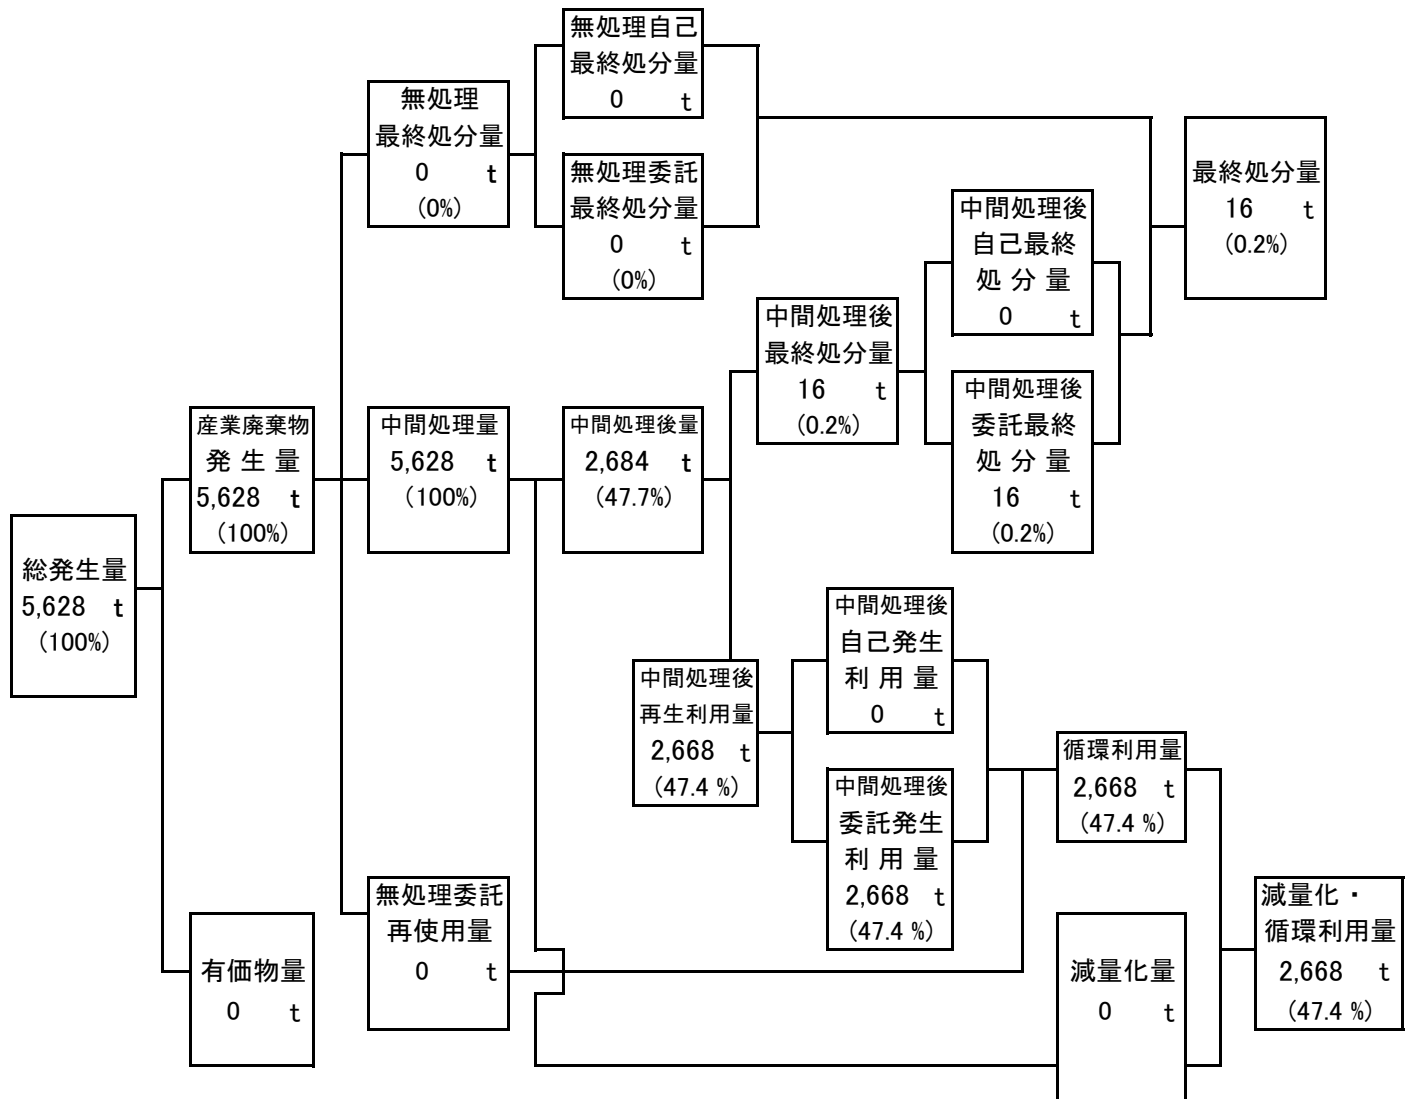 無処理自己
最終処分量
0 t
無処理
最終処分量
0 t
(0%)
無処理委託
最終処分量
0 t
(0%)
最終処分量
16 t
(0.2%)
中間処理後
自己最終
処 分 量
0 t
中間処理後
最終処分量
16 t
(0.2%)
中間処理後
委託最終
処 分 量
16 t
(0.2%)
産業廃棄物
発 生 量
5,628 t
(100%)
中間処理量
5,628 t
(100%)
中間処理後量
2,684 t
(47.7%)
総発生量
5,628 t
(100%)
中間処理後
自己発生
利 用 量
0 t
中間処理後
再生利用量
2,668 t
(47.4 %)
中間処理後
委託発生
利 用 量
2,668 t
(47.4 %)
循環利用量
2,668 t
(47.4 %)
無処理委託
再使用量
0 t
有価物量
0 t
減量化量
0 t
減量化・
循環利用量
2,668 t
(47.4 %)